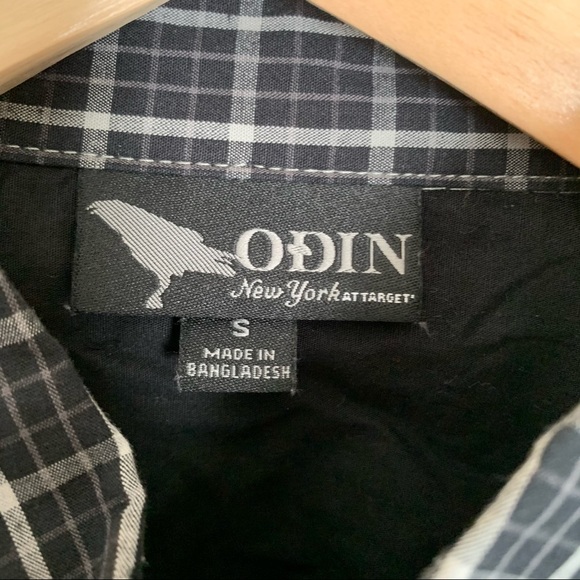 ODIN
New York AT TARGET®
S
MADE IN
BANGLADESH